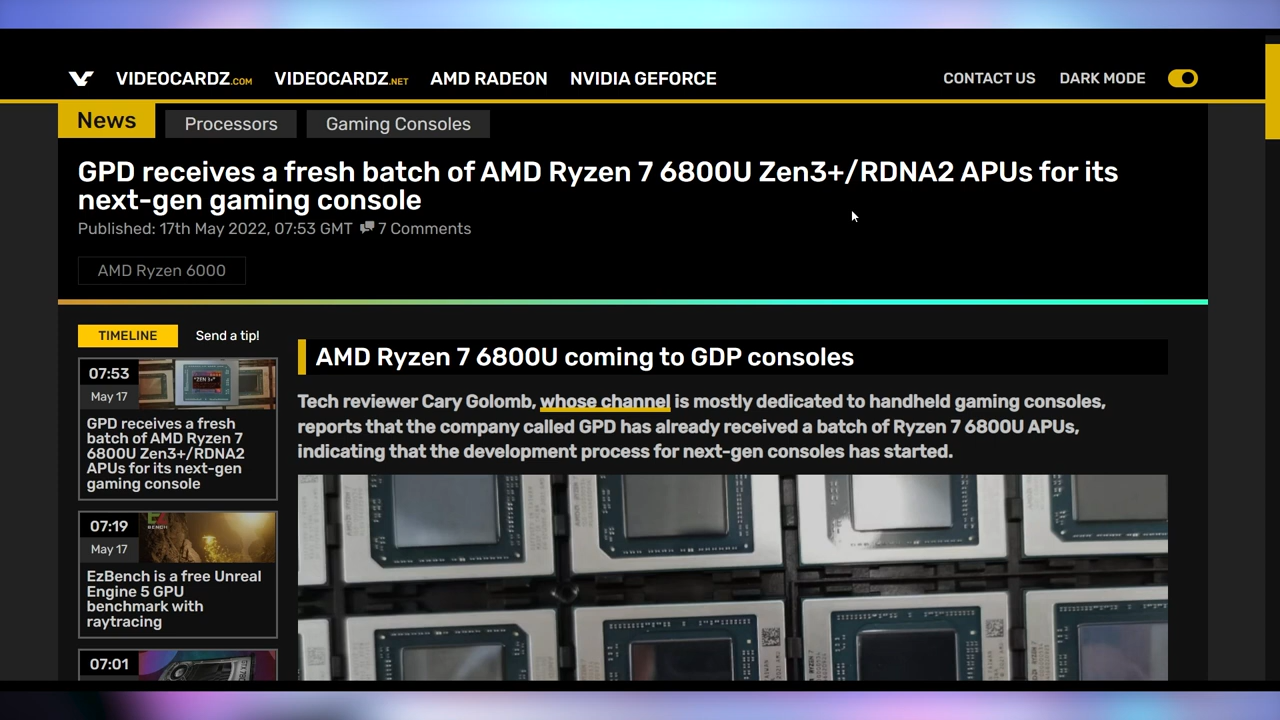 VIDEOCARDZ.COM VIDEOCARDZ.NET AMD RADEON NVIDIA GEFORCE CONTACT US DARK MODE
News Processors Gaming Consoles
GPD receives a fresh batch of AMD Ryzen 7 6800U Zen3+/RDNA2 APUs for its
next-gen gaming console
Published: 17th May 2022, 07:53 GMT 7 Comments
AMD Ryzen 6000
TIMELINE Send a tip!
07:53
May 17
"ZEN 3+"
GPD receives a fresh
batch of AMD Ryzen 7
6800U Zen3+/RDNA2
APUs for its next-gen
gaming console
07:19
May 17
EZ
BENCH
EzBench is a free Unreal
Engine 5 GPU
benchmark with
raytracing
07:01
AMD Ryzen 7 6800U coming to GDP consoles
Tech reviewer Cary Golomb, whose channel is mostly dedicated to handheld gaming consoles,
reports that the company called GPD has already received a batch of Ryzen 7 6800U APUs,
indicating that the development process for next-gen consoles has started.